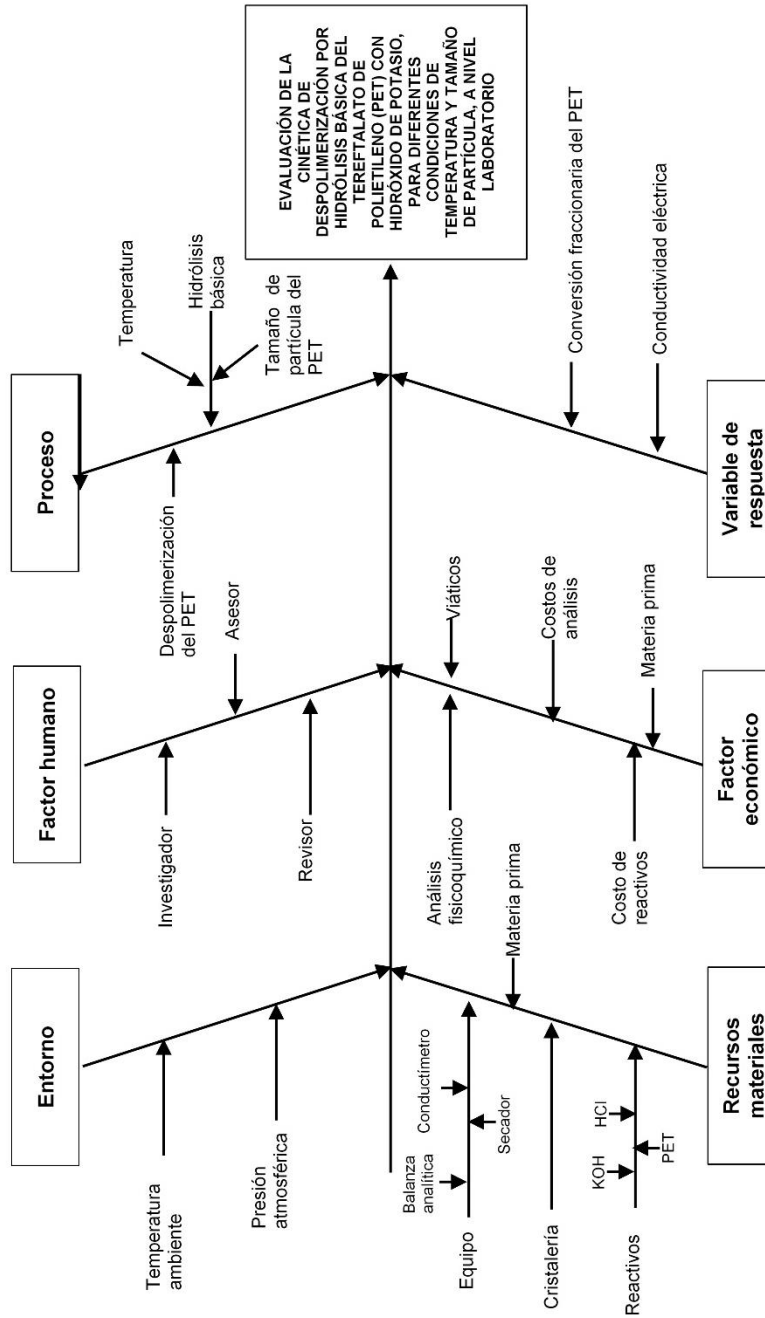 Entorno
Factor humano
Proceso
Temperatura
ambiente
Presión
atmosférica
Investigador
Asesor
Revisor
Despolimerización
del PET
Temperatura
Hidrólisis
básica
Tamaño de
partícula del
PET
EVALUACIÓN DE LA
CINÉTICA DE
DESPOLIMERIZACIÓN POR
HIDRÓLISIS BÁSICA DEL
TEREFTALATO DE
POLIETILENO (PET) CON
HIDRÓXIDO DE POTASIO,
PARA DIFERENTES
CONDICIONES DE
TEMPERATURA Y TAMAÑO
DE PARTÍCULA, A NIVEL
LABORATORIO
Equipo
Balanza
analítica
Conductímetro
Secador
Materia prima
Cristalería
Reactivos
KOH
HCl
PET
Análisis
fisicoquímico
Viáticos
Costos de
análisis
Costo de
reactivos
Materia prima
Conversión fraccionaria del PET
Conductividad eléctrica
Recursos
materiales
Factor
económico
Variable de
respuesta